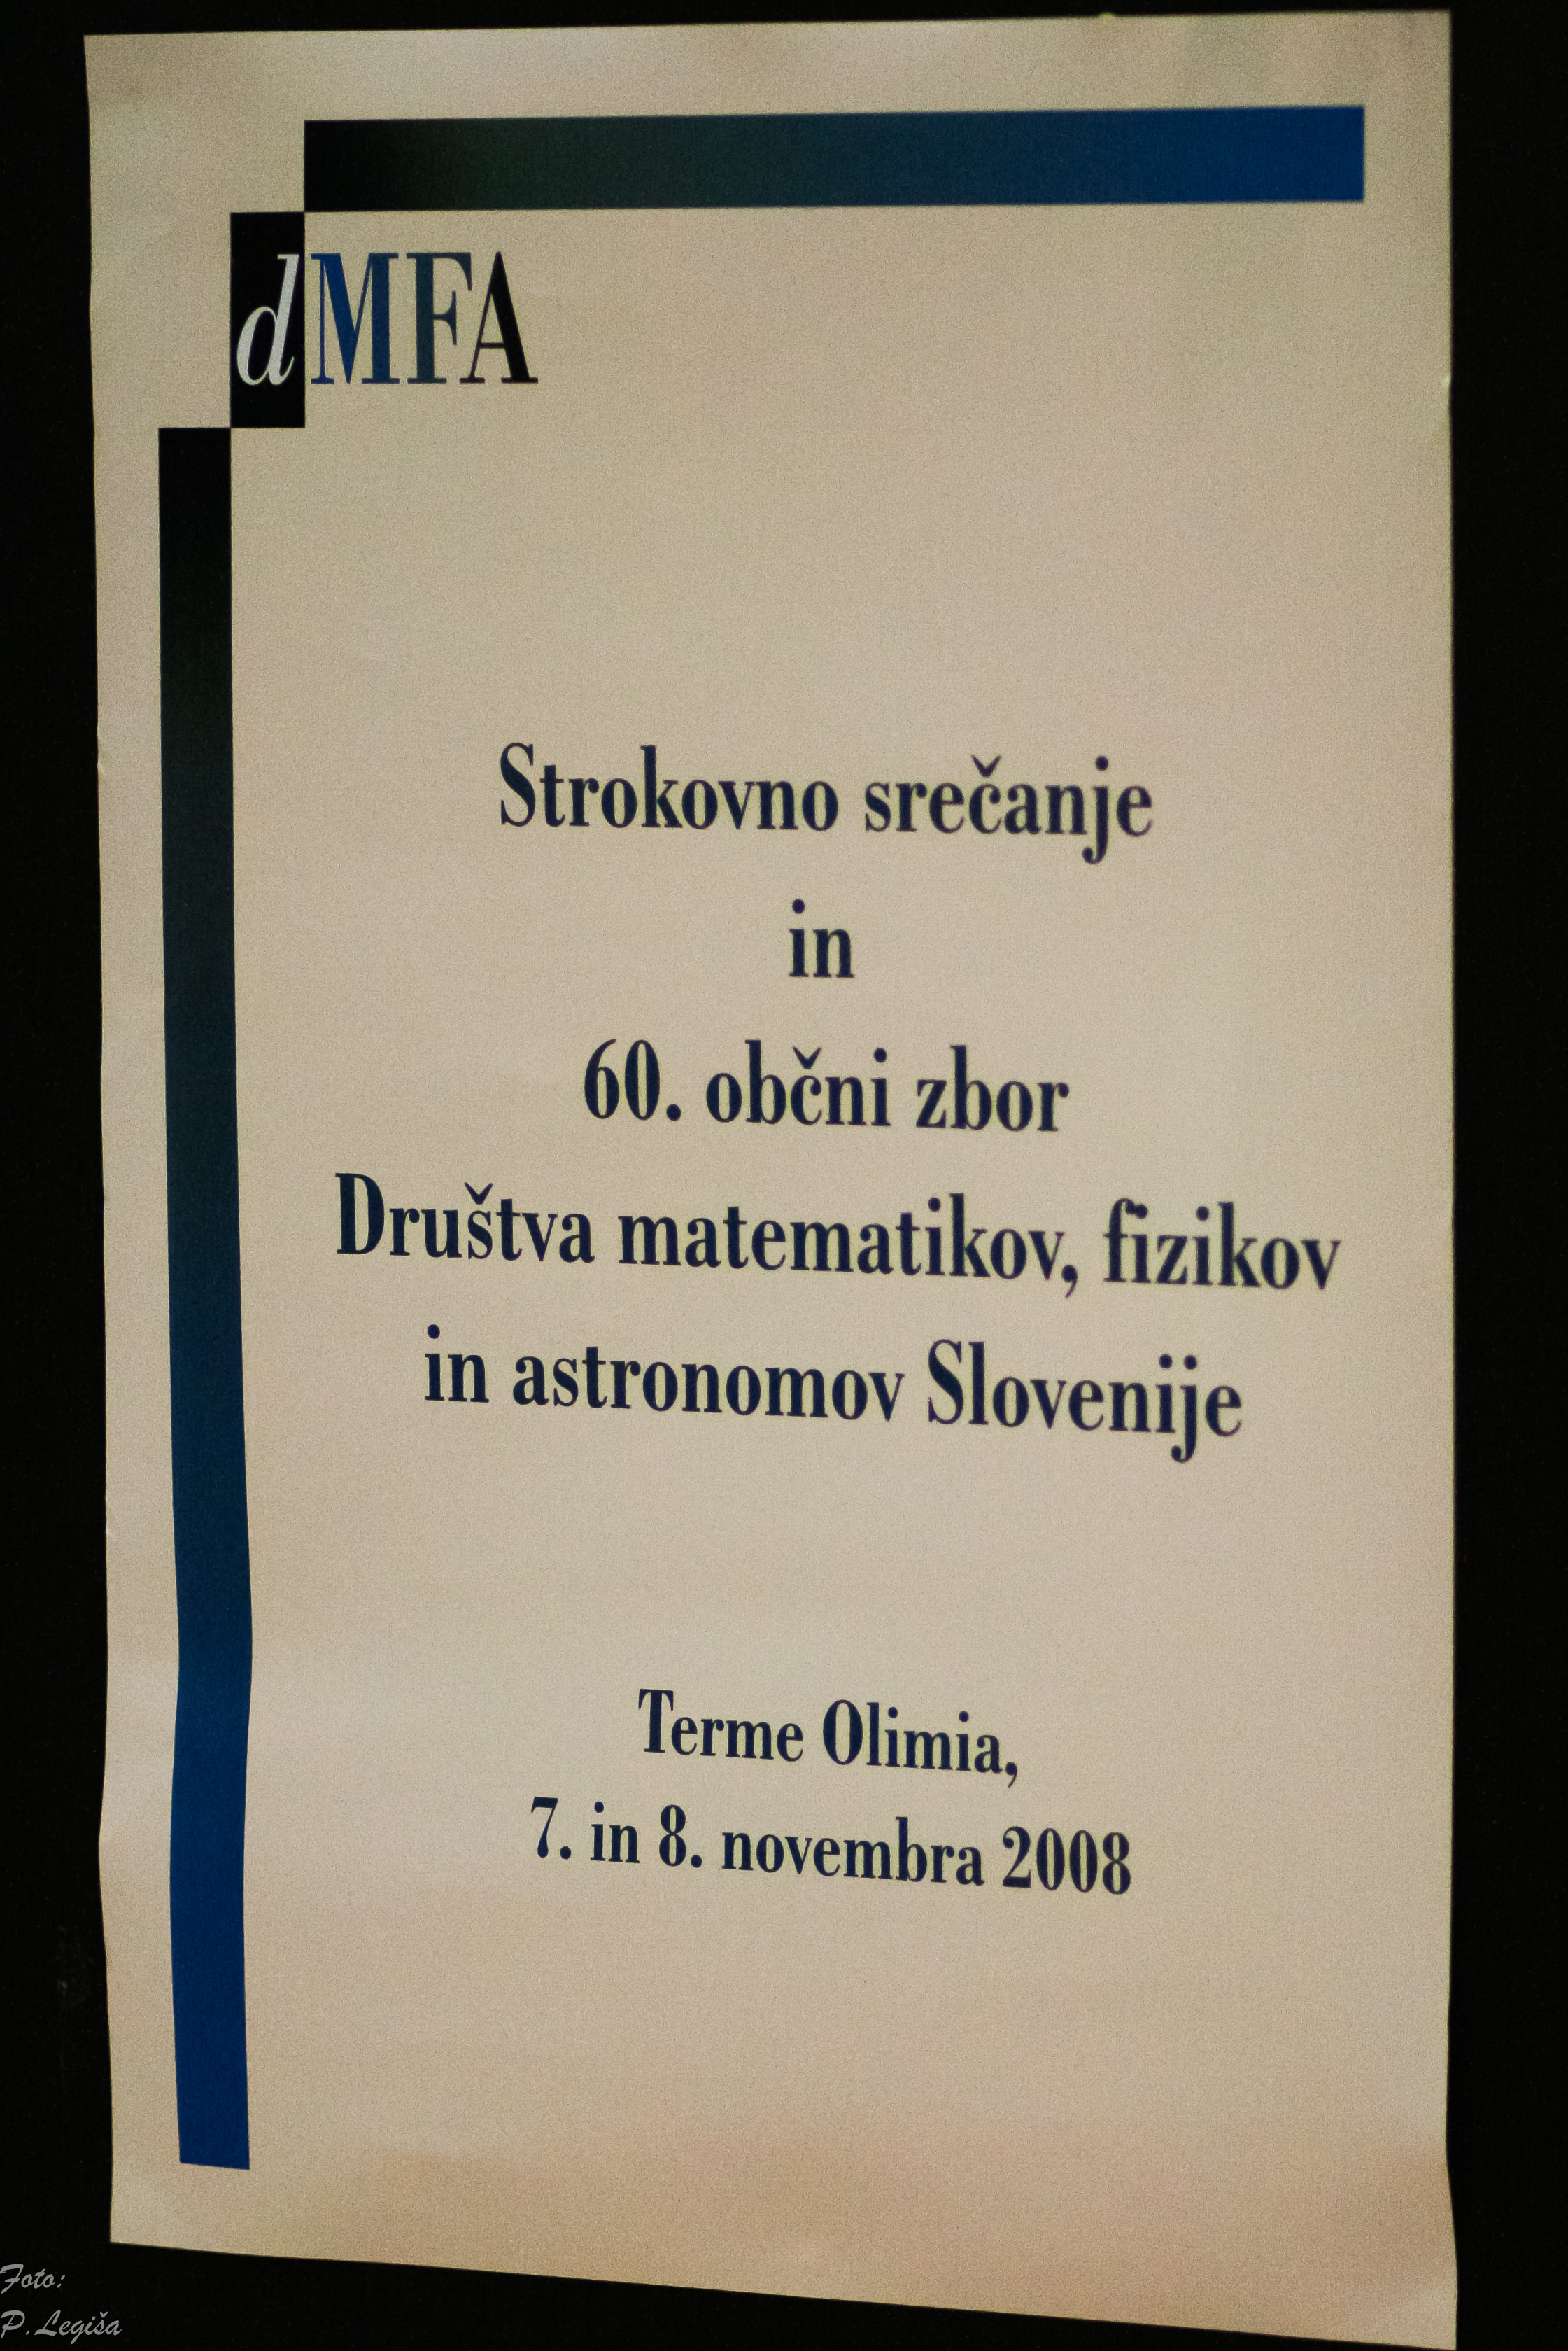 dMFA
Strokovno srečanje
in
60. občni zbor
Društva matematikov, fizikov
in astronomov Slovenije
Terme Olimia,
7. in 8. novembra 2008
Foto:
P. Legiša